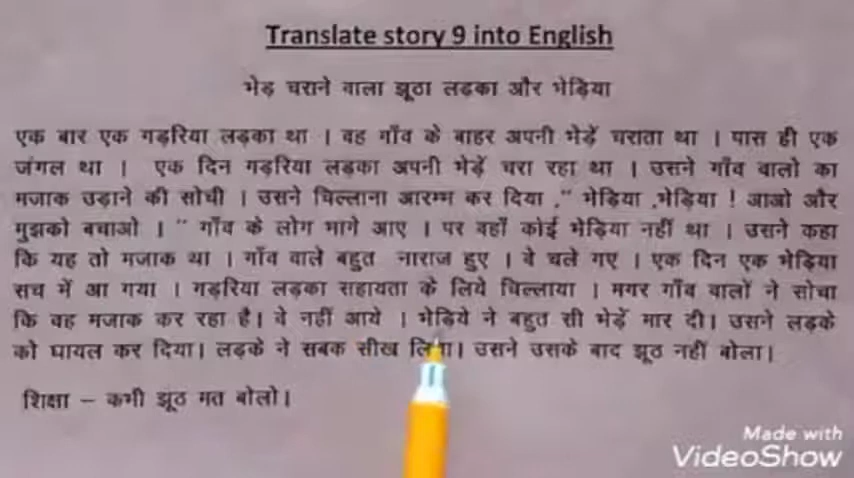 Translate story 9 into English
भेड़ चराने वाला झूठा लड़का और भेड़िया
एक बार एक गड़रिया लड़का था । वह गाँव के बाहर अपनी भेड़ें चराता था । पास ही एक
जंगल था । एक दिन गड़रिया लड़का अपनी भेड़ें चरा रहा था । उसने गाँव वालो का
मजाक उड़ाने की सोची । उसने चिल्लाना आरम्भ कर दिया ," भेड़िया ,भेड़िया ! आओ और
मुझको बचाओ । " गाँव के लोग भागे आए । पर वहाँ कोई भेड़िया नहीं था । उसने कहा
कि यह तो मजाक था । गाँव वाले बहुत नाराज हुए । वे चले गए । एक दिन एक भेड़िया
सच में आ गया । गड़रिया लड़का सहायता के लिये चिल्लाया । मगर गाँव वालों ने सोचा
कि वह मजाक कर रहा है। वे नहीं आये । भेड़िये ने बहुत सी भेड़ें मार दी। उसने लड़के
को घायल कर दिया। लड़के ने सबक सीख लिया। उसने उसके बाद झूठ नहीं बोला।
शिक्षा – कभी झूठ मत बोलो।
Made with
VideoShow